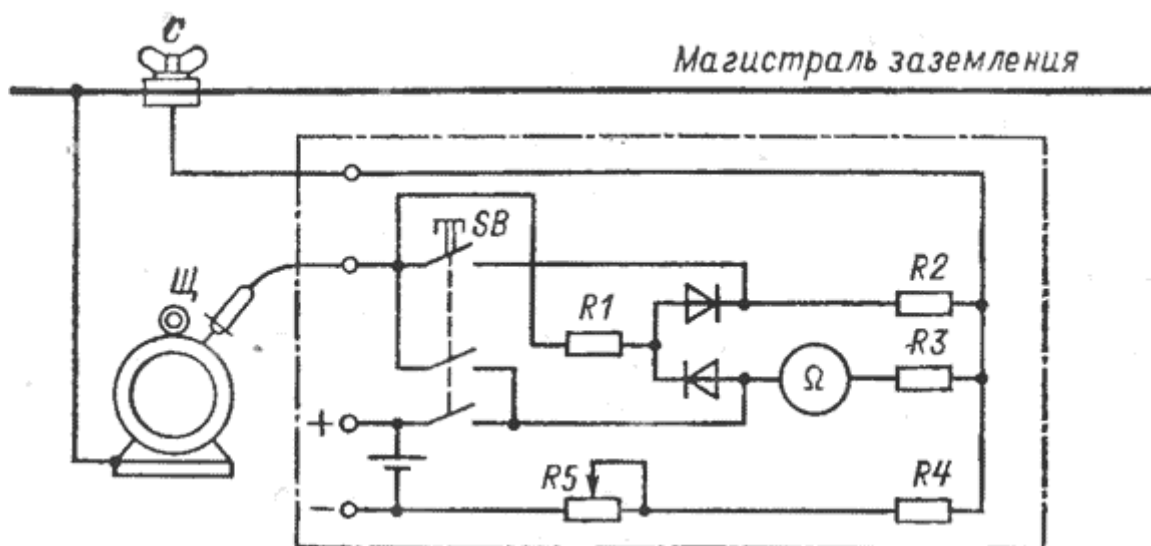 С
Магистраль заземления
SB
Щ
R1
R2
R3
Ω
+
R5
R4
−